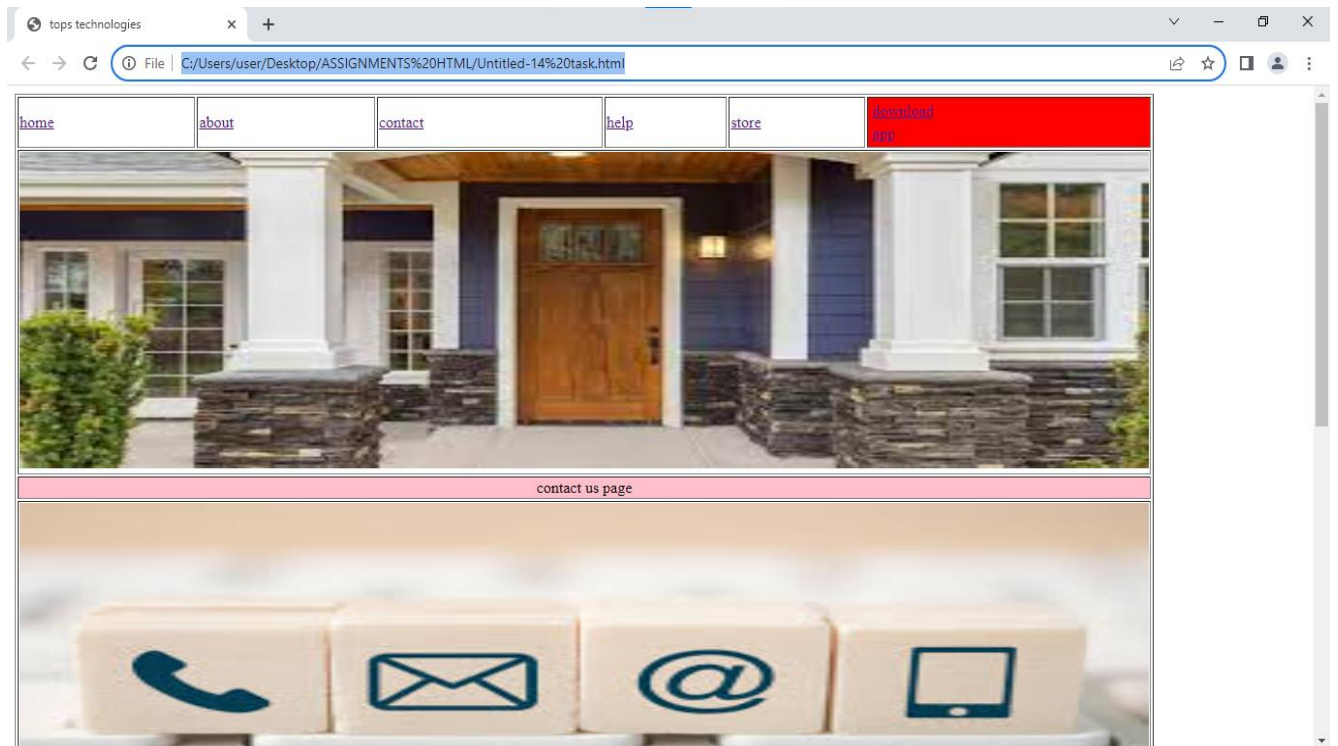 tops technologies
File C:/Users/user/Desktop/ASSIGNMENTS%20HTML/Untitled-14%20task.html
home about contact help store download
app
contact us page
@